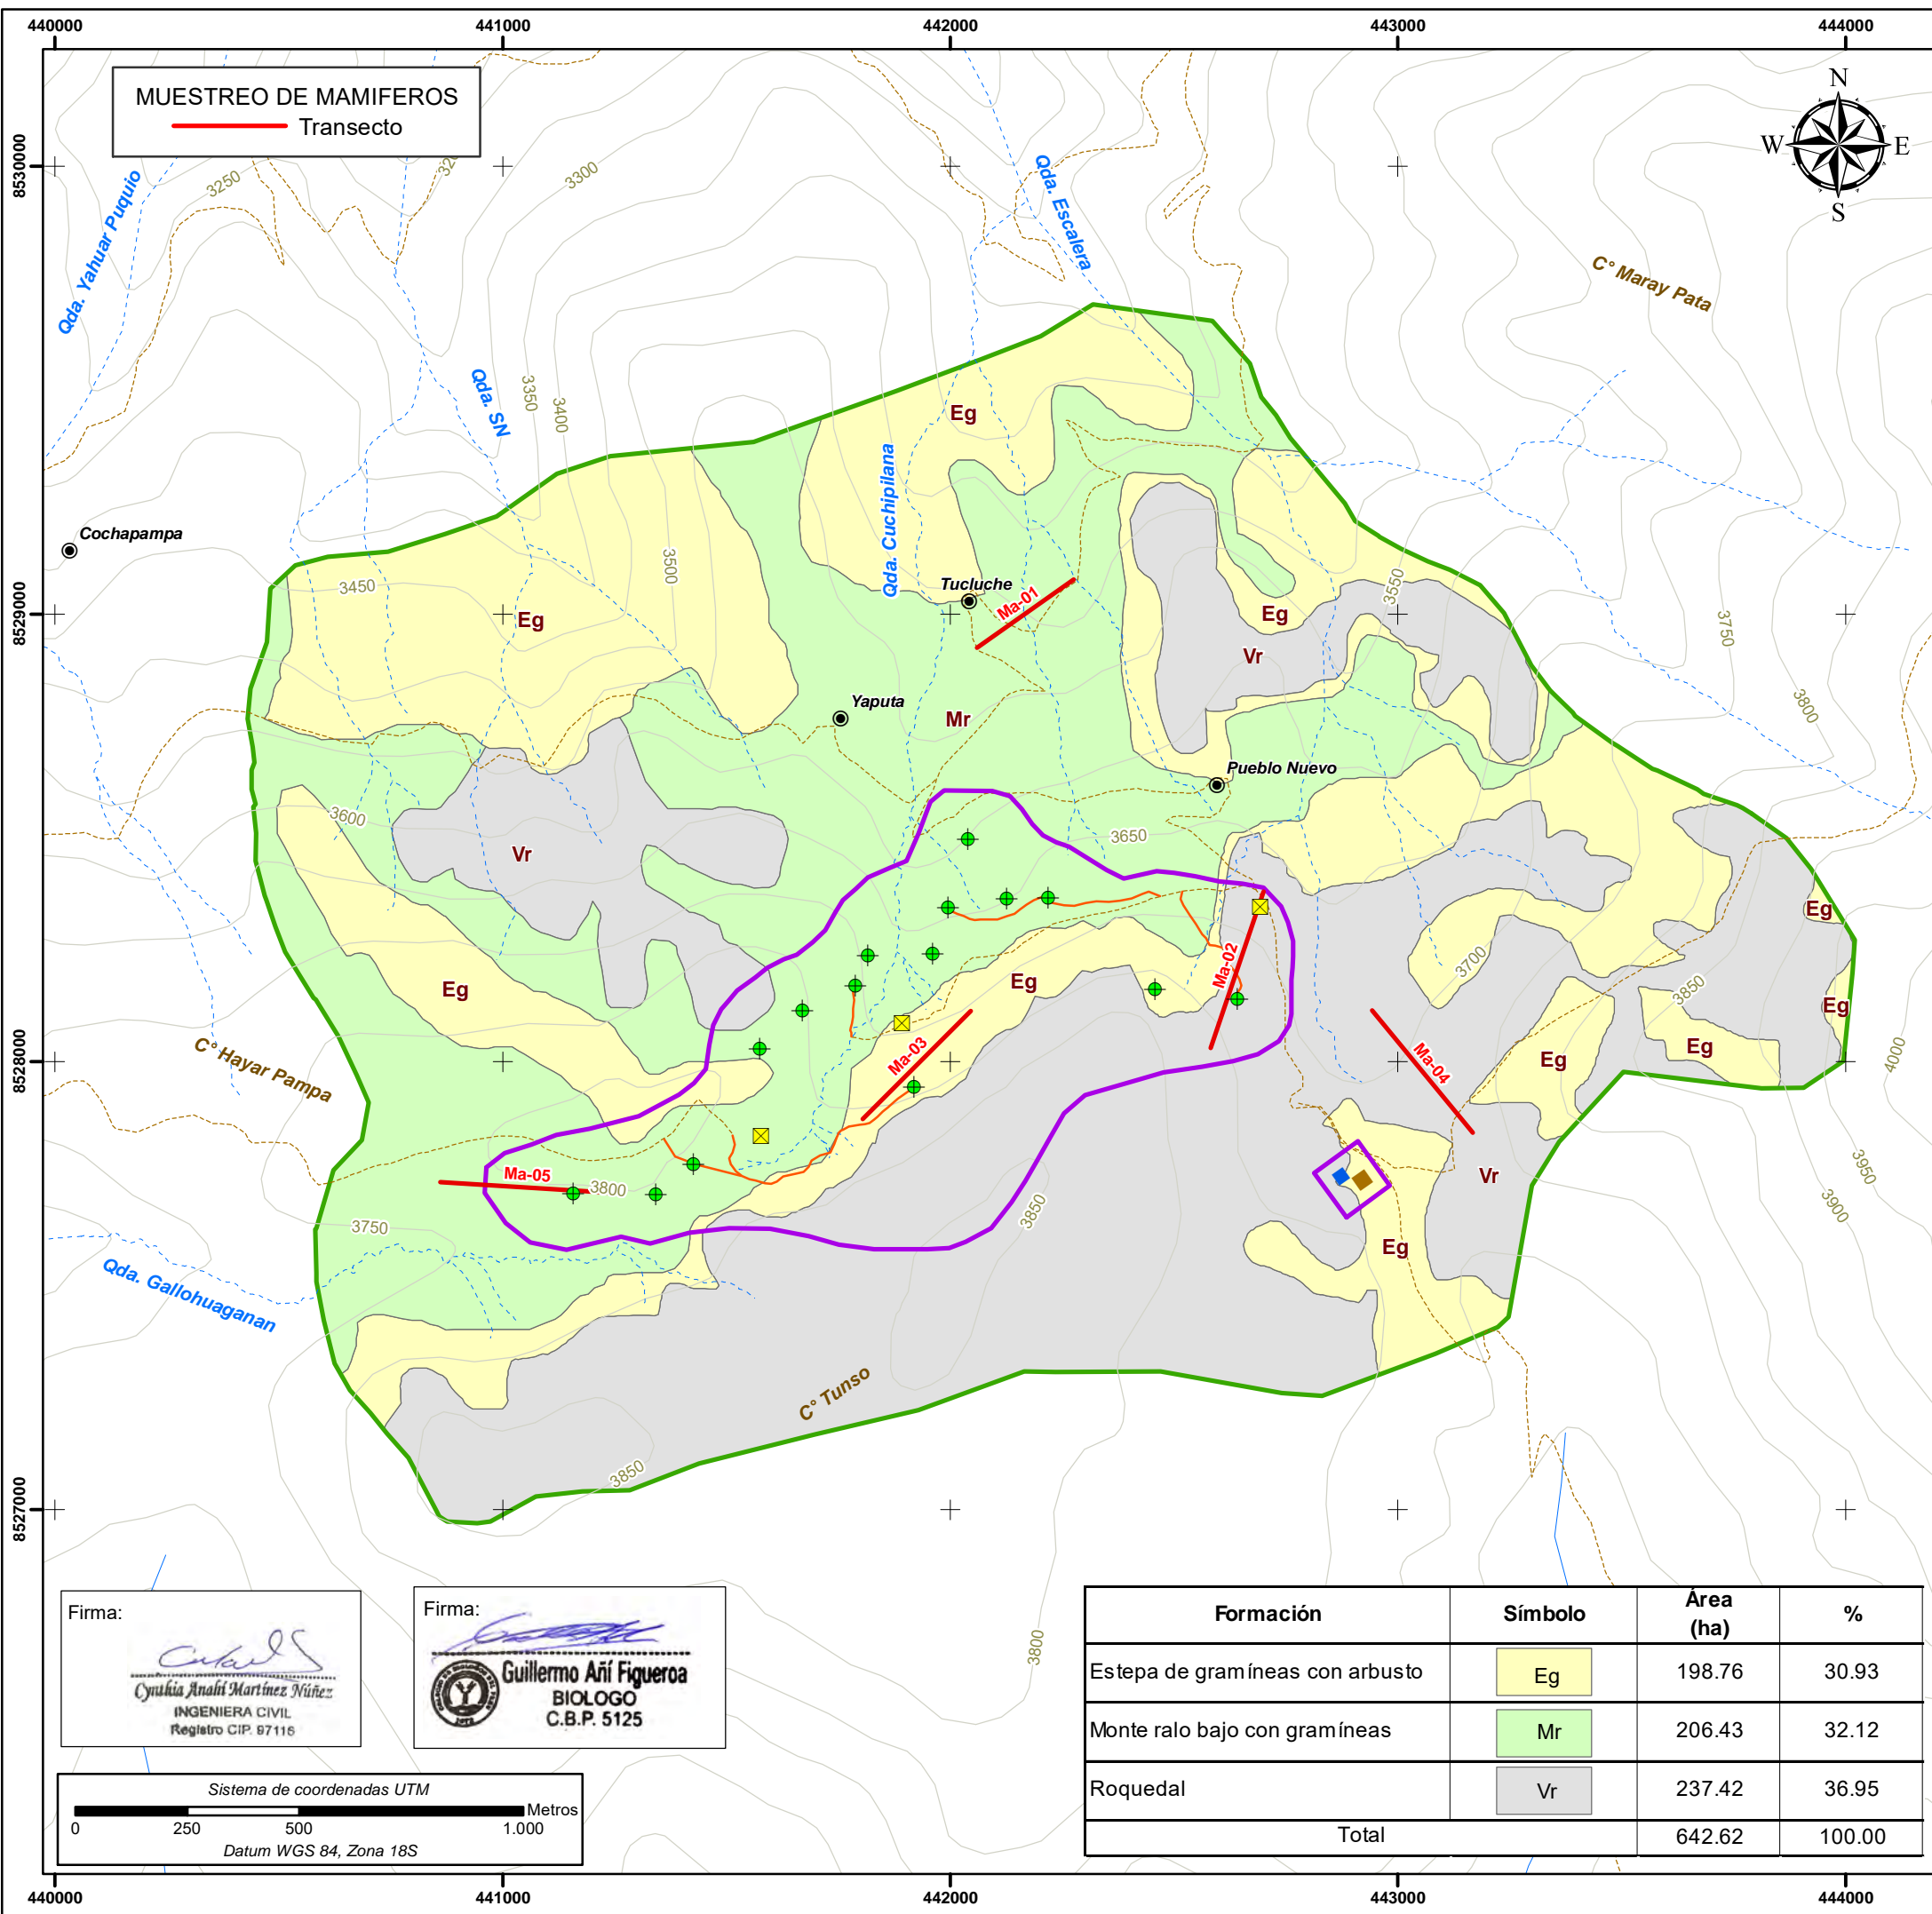 440000
441000
442000
443000
444000
MUESTREO DE MAMIFEROS
Transecto
N
W
E
S
8530000
8529000
8528000
8527000
3250
3300
Qda. Yahuar Puquio
Qda. Escalera
C° Maray Pata
Qda. SN
3350
3400
Eg
Qda. Cuchipilana
Cochapampa
3450
3500
Tucluche
Ma-01
3550
Eg
Eg
3750
Vr
Yaputa
Mr
3800
Pueblo Nuevo
3600
3650
Vr
Eg
Ma-02
3700
Eg
Eg
3850
Eg
C° Hayar Pampa
Ma-03
Ma-04
Eg
Eg
4000
Ma-05
3800
Vr
3950
3900
3750
3850
Eg
Qda. Gallohuaganan
C° Tunso
3850
3800
Firma:
Cynthia Anahí Martínez Núñez
INGENIERA CIVIL
Registro CIP. 97116
Firma:
Guillermo Añí Figueroa
BIOLOGO
C.B.P. 5125
Sistema de coordenadas UTM
Metros
0 250 500 1.000
Datum WGS 84, Zona 18S
Formación Símbolo Área (ha) %
Estepa de gramíneas con arbusto Eg 198.76 30.93
Monte ralo bajo con gramíneas Mr 206.43 32.12
Roquedal Vr 237.42 36.95
Total 642.62 100.00
440000
441000
442000
443000
444000